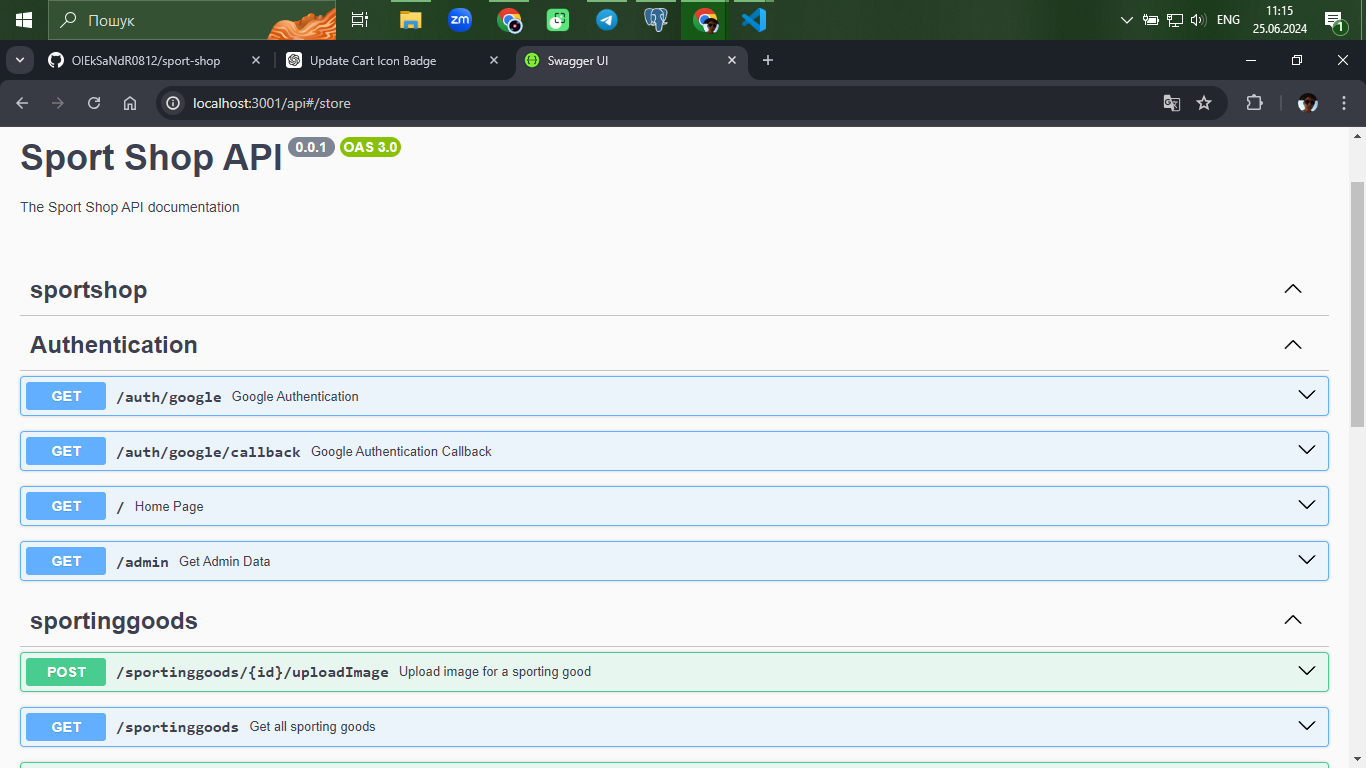 Пошук
zm
ENG
11:15
25.06.2024
1
OlEkSaNdR0812/sport-shop
Update Cart Icon Badge
Swagger UI
localhost:3001/api#/store
Sport Shop API 0.0.1 OAS 3.0
The Sport Shop API documentation
sportshop
Authentication
GET /auth/google Google Authentication
GET /auth/google/callback Google Authentication Callback
GET / Home Page
GET /admin Get Admin Data
sportinggoods
POST /sportinggoods/{id}/uploadImage Upload image for a sporting good
GET /sportinggoods Get all sporting goods